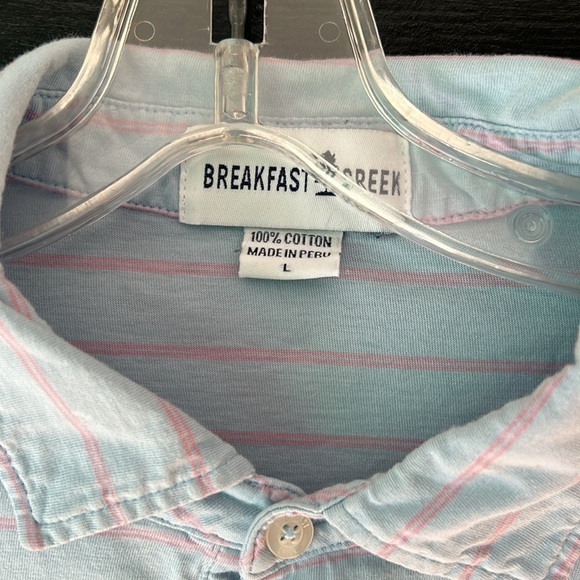 BREAKFAST CREEK
100% COTTON
MADE IN PERU
L